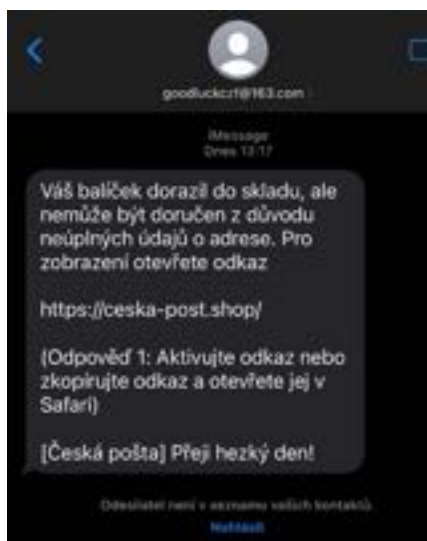 goodluckczf@163.com
iMessage
Dnes 13:17
Váš balíček dorazil do skladu, ale
nemůže být doručen z důvodu
neúplných údajů o adrese. Pro
zobrazení otevřete odkaz
https://ceska-post.shop/
(Odpověď 1: Aktivujte odkaz nebo
zkopírujte odkaz a otevřete jej v
Safari)
[Česká pošta] Přeji hezký den!
Odesílatel není v seznamu vašich kontaktů.
Nahlásit